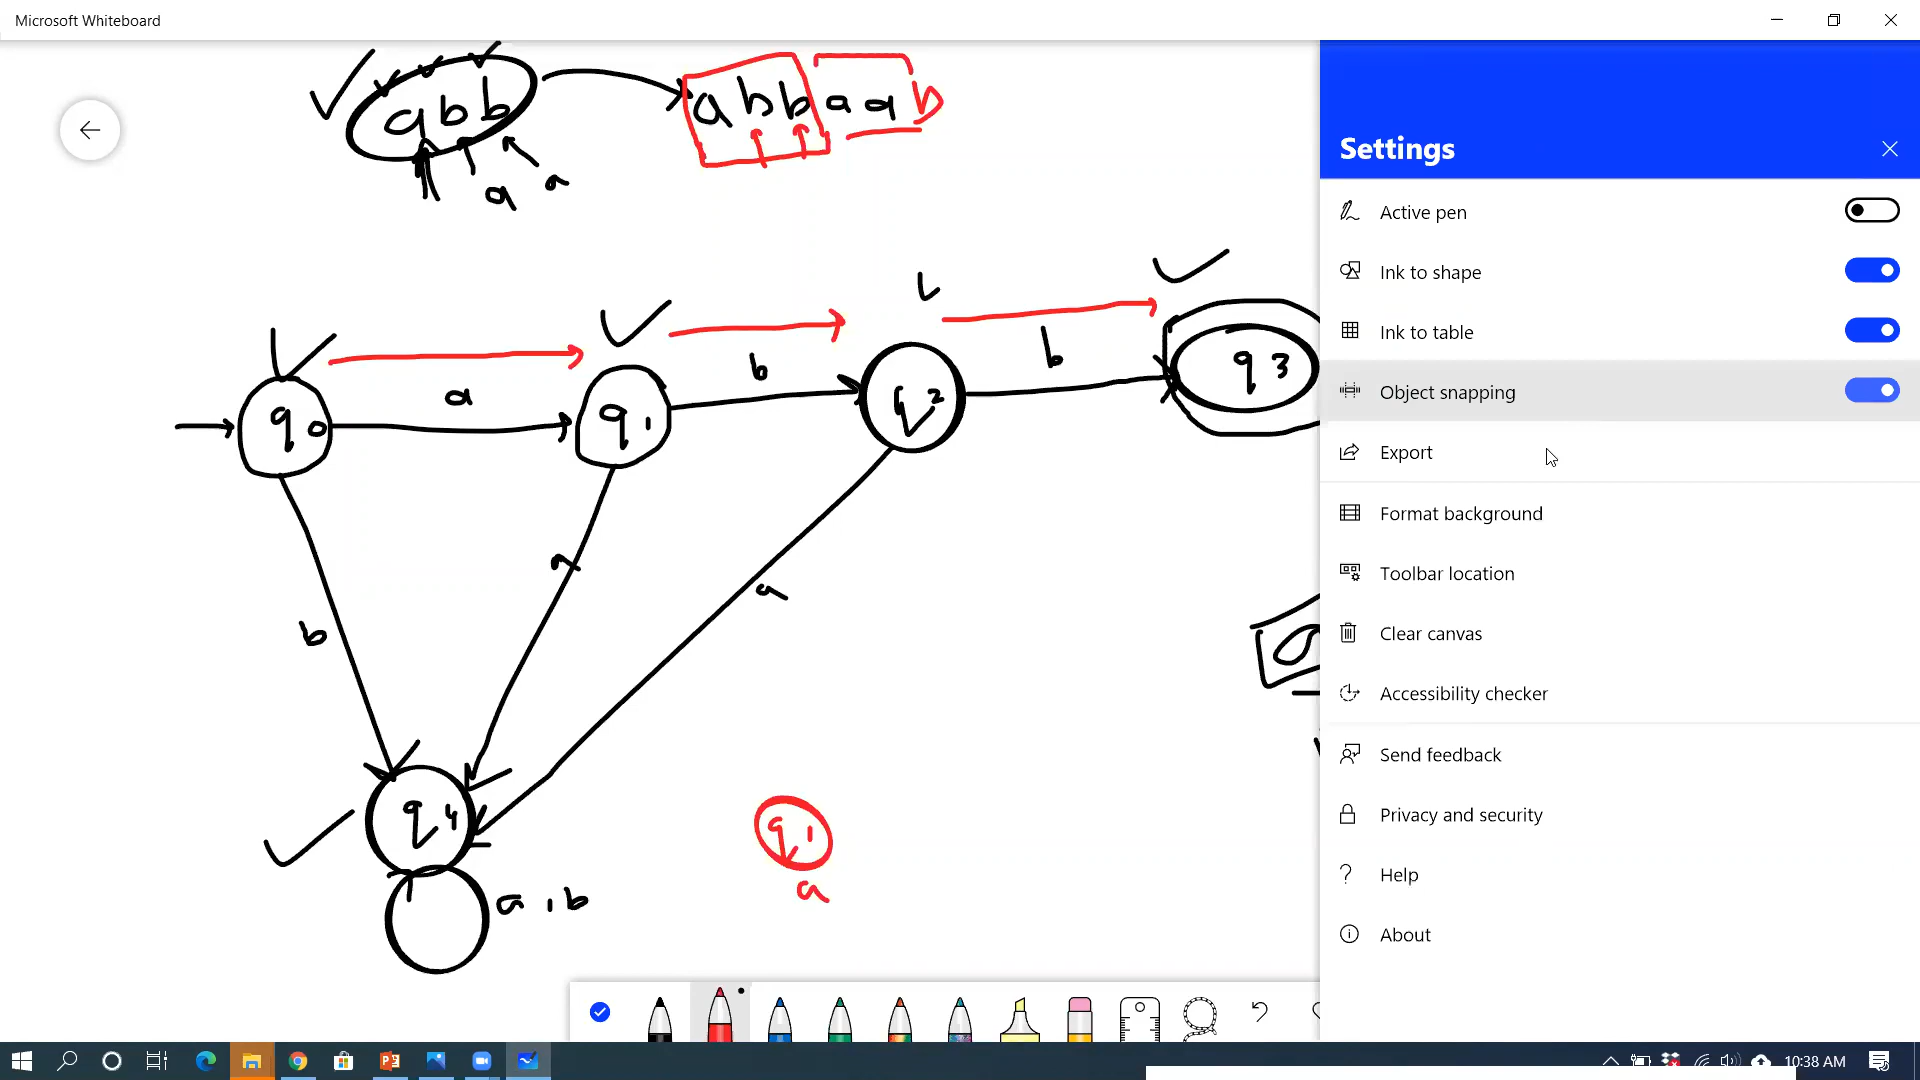 Microsoft Whiteboard
abb
abbaab
a a
q0
a
q1
b
q2
b
q3
b
a
a
q4
a, b
q1
a
Settings
Active pen
Ink to shape
Ink to table
Object snapping
Export
Format background
Toolbar location
Clear canvas
Accessibility checker
Send feedback
Privacy and security
Help
About
10:38 AM